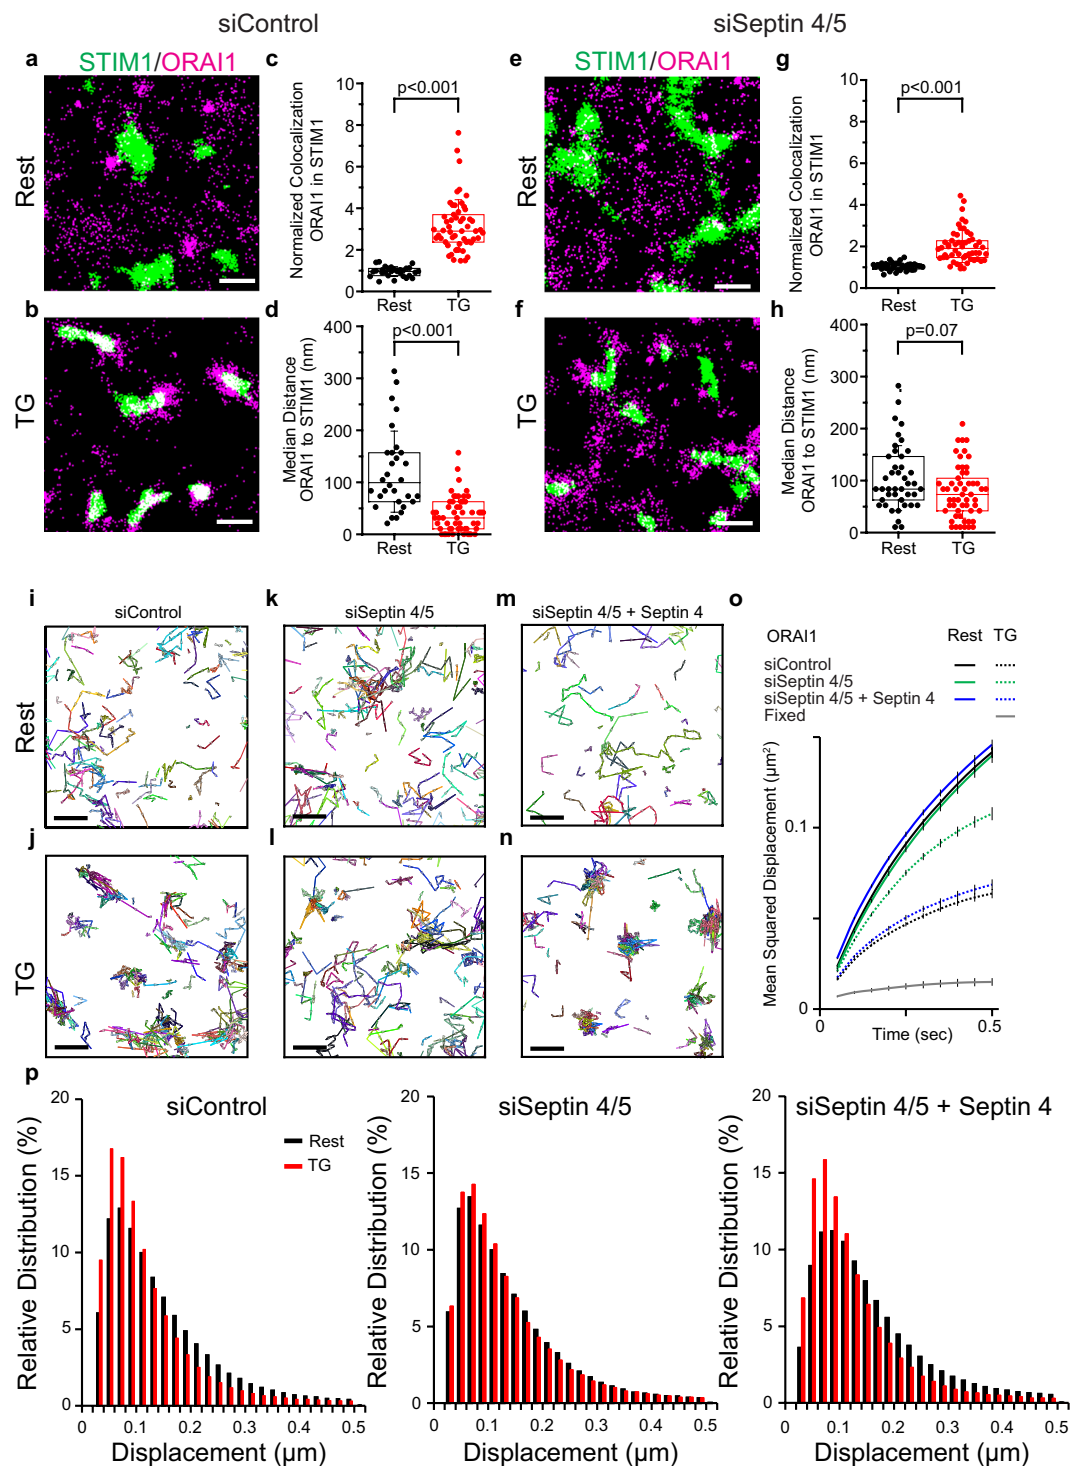 siControl
siSeptin 4/5
a STIM1/ORAI1
Rest
c
Normalized Colocalization
ORAI1 in STIM1
p<0.001
10
8
6
4
2
0
Rest TG
e STIM1/ORAI1
Rest
g
Normalized Colocalization
ORAI1 in STIM1
p<0.001
10
8
6
4
2
0
Rest TG
b
TG
d
Median Distance
ORAI1 to STIM1 (nm)
p<0.001
400
300
200
100
0
Rest TG
f
TG
h
Median Distance
ORAI1 to STIM1 (nm)
p=0.07
400
300
200
100
0
Rest TG
i
siControl
k
siSeptin 4/5
m
siSeptin 4/5 + Septin 4
Rest
j
l
n
TG
o
ORAI1 Rest TG
siControl
siSeptin 4/5
siSeptin 4/5 + Septin 4
Fixed
Mean Squared Displacement (µm²)
0.1
0
0 0.5
Time (sec)
p
siControl
Rest
TG
Relative Distribution (%)
20
15
10
5
0
0 0.1 0.2 0.3 0.4 0.5
Displacement (µm)
siSeptin 4/5
Relative Distribution (%)
20
15
10
5
0
0 0.1 0.2 0.3 0.4 0.5
Displacement (µm)
siSeptin 4/5 + Septin 4
Relative Distribution (%)
20
15
10
5
0
0 0.1 0.2 0.3 0.4 0.5
Displacement (µm)